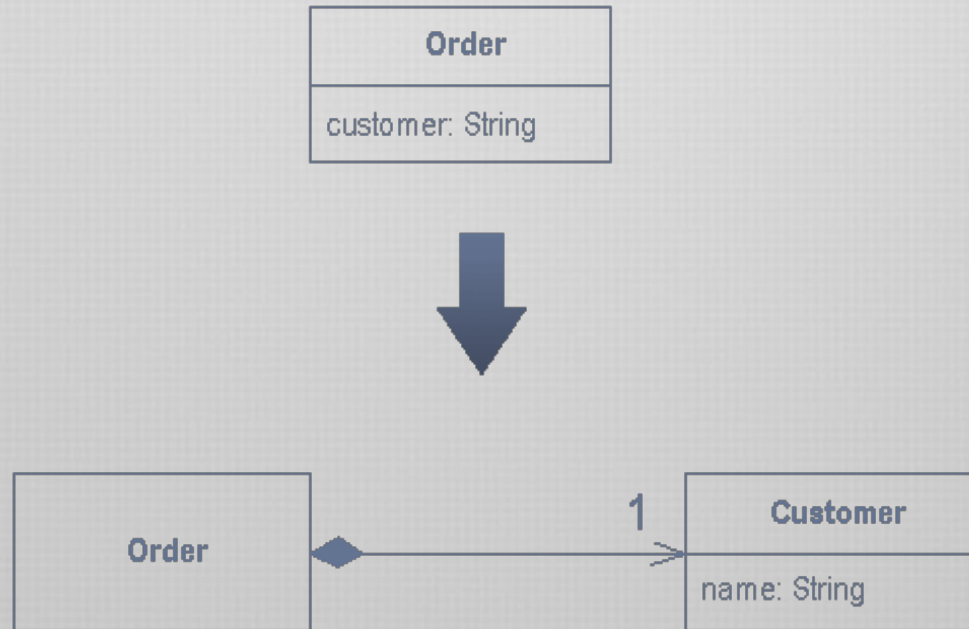 Order
customer: String
1
Customer
Order
name: String